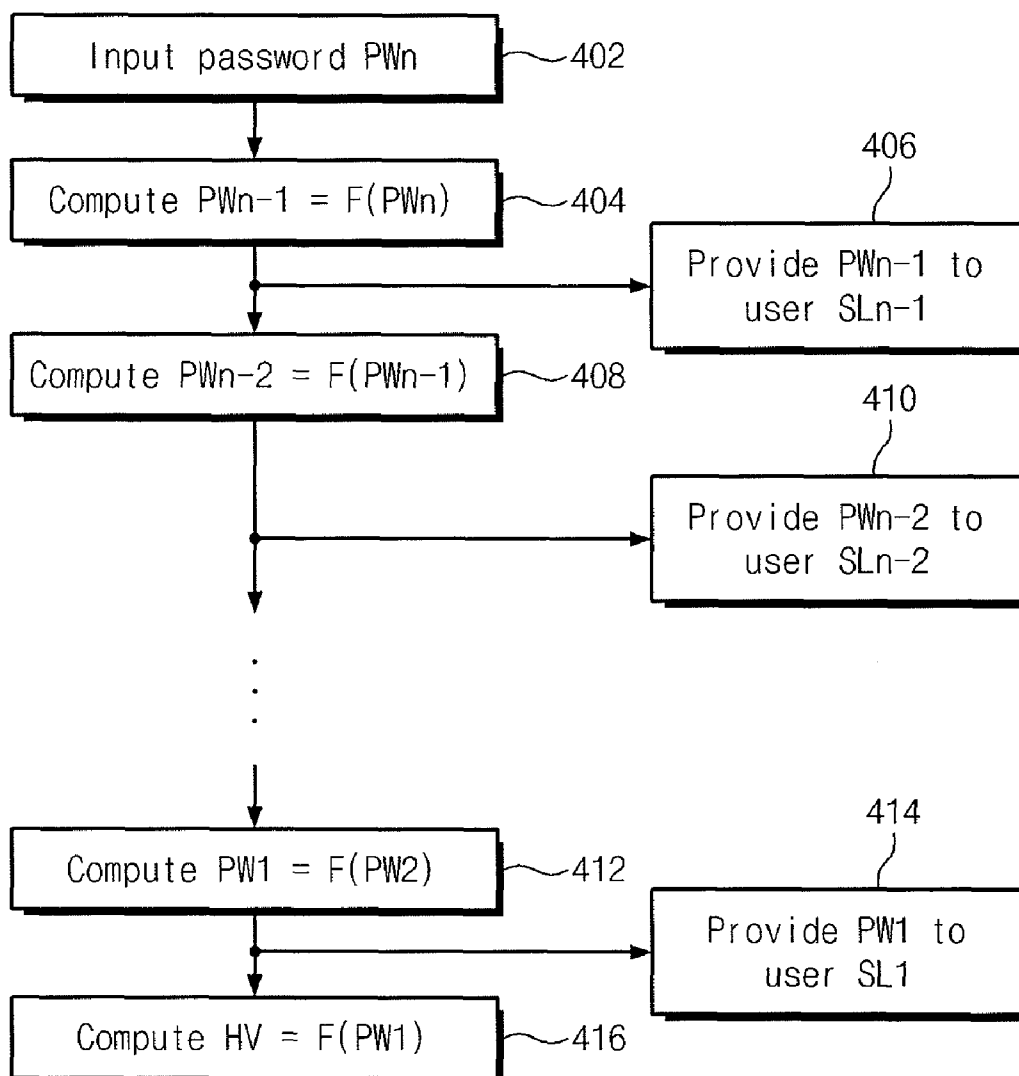 Input password PWn
402
Compute PWn-1 = F(PWn)
404
406
Provide PWn-1 to
user SLn-1
Compute PWn-2 = F(PWn-1)
408
410
Provide PWn-2 to
user SLn-2
Compute PW1 = F(PW2)
412
414
Provide PW1 to
user SL1
Compute HV = F(PW1)
416